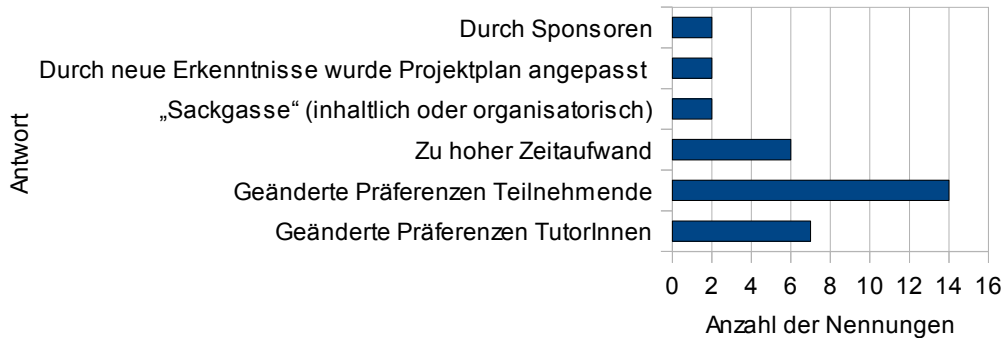 Durch Sponsoren
Durch neue Erkenntnisse wurde Projektplan angepasst
„Sackgasse“ (inhaltlich oder organisatorisch)
Zu hoher Zeitaufwand
Geänderte Präferenzen Teilnehmende
Geänderte Präferenzen TutorInnen
Antwort
0 2 4 6 8 10 12 14 16
Anzahl der Nennungen